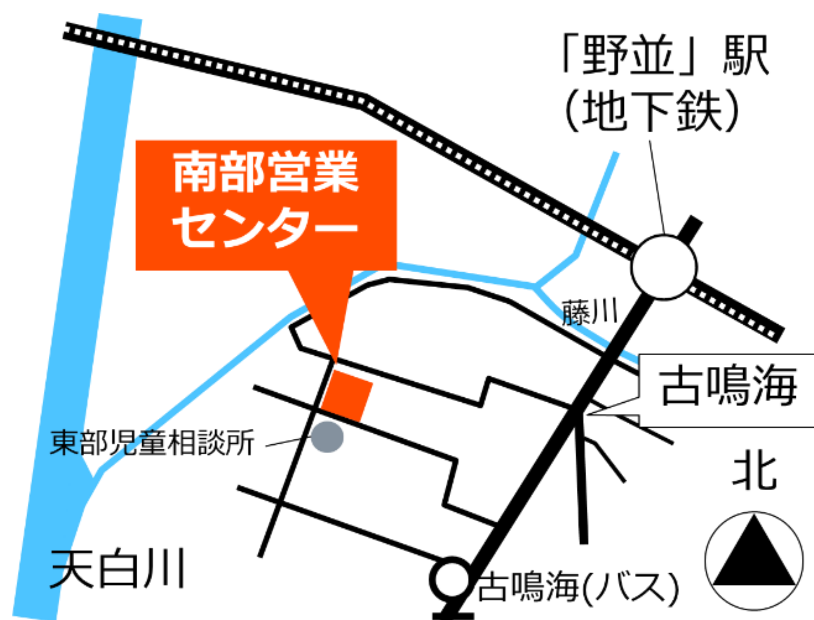 「野並」駅
（地下鉄）
南部営業
センター
藤川
古鳴海
東部児童相談所
北
天白川
古鳴海(バス)